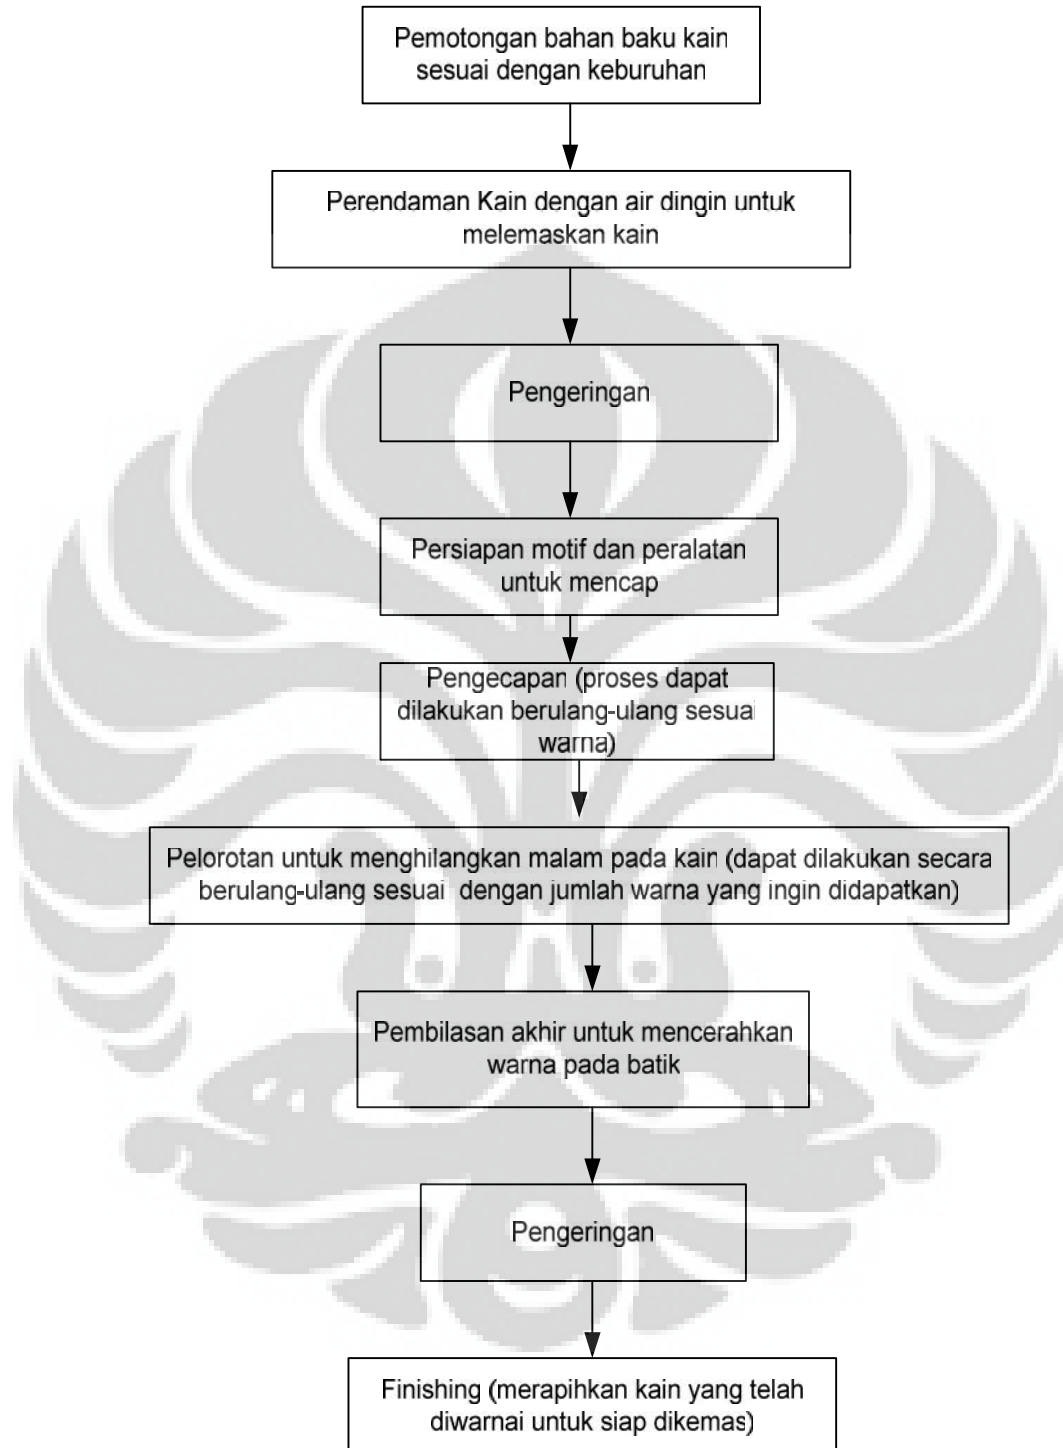 Pemotongan bahan baku kain
sesuai dengan keburuhan
Perendaman Kain dengan air dingin untuk
melemaskan kain
Pengeringan
Persiapan motif dan peralatan
untuk mencap
Pengecapan (proses dapat
dilakukan berulang-ulang sesuai
warna)
Pelorotan untuk menghilangkan malam pada kain (dapat dilakukan secara
berulang-ulang sesuai dengan jumlah warna yang ingin didapatkan)
Pembilasan akhir untuk mencerahkan
warna pada batik
Pengeringan
Finishing (merapihkan kain yang telah
diwarnai untuk siap dikemas)